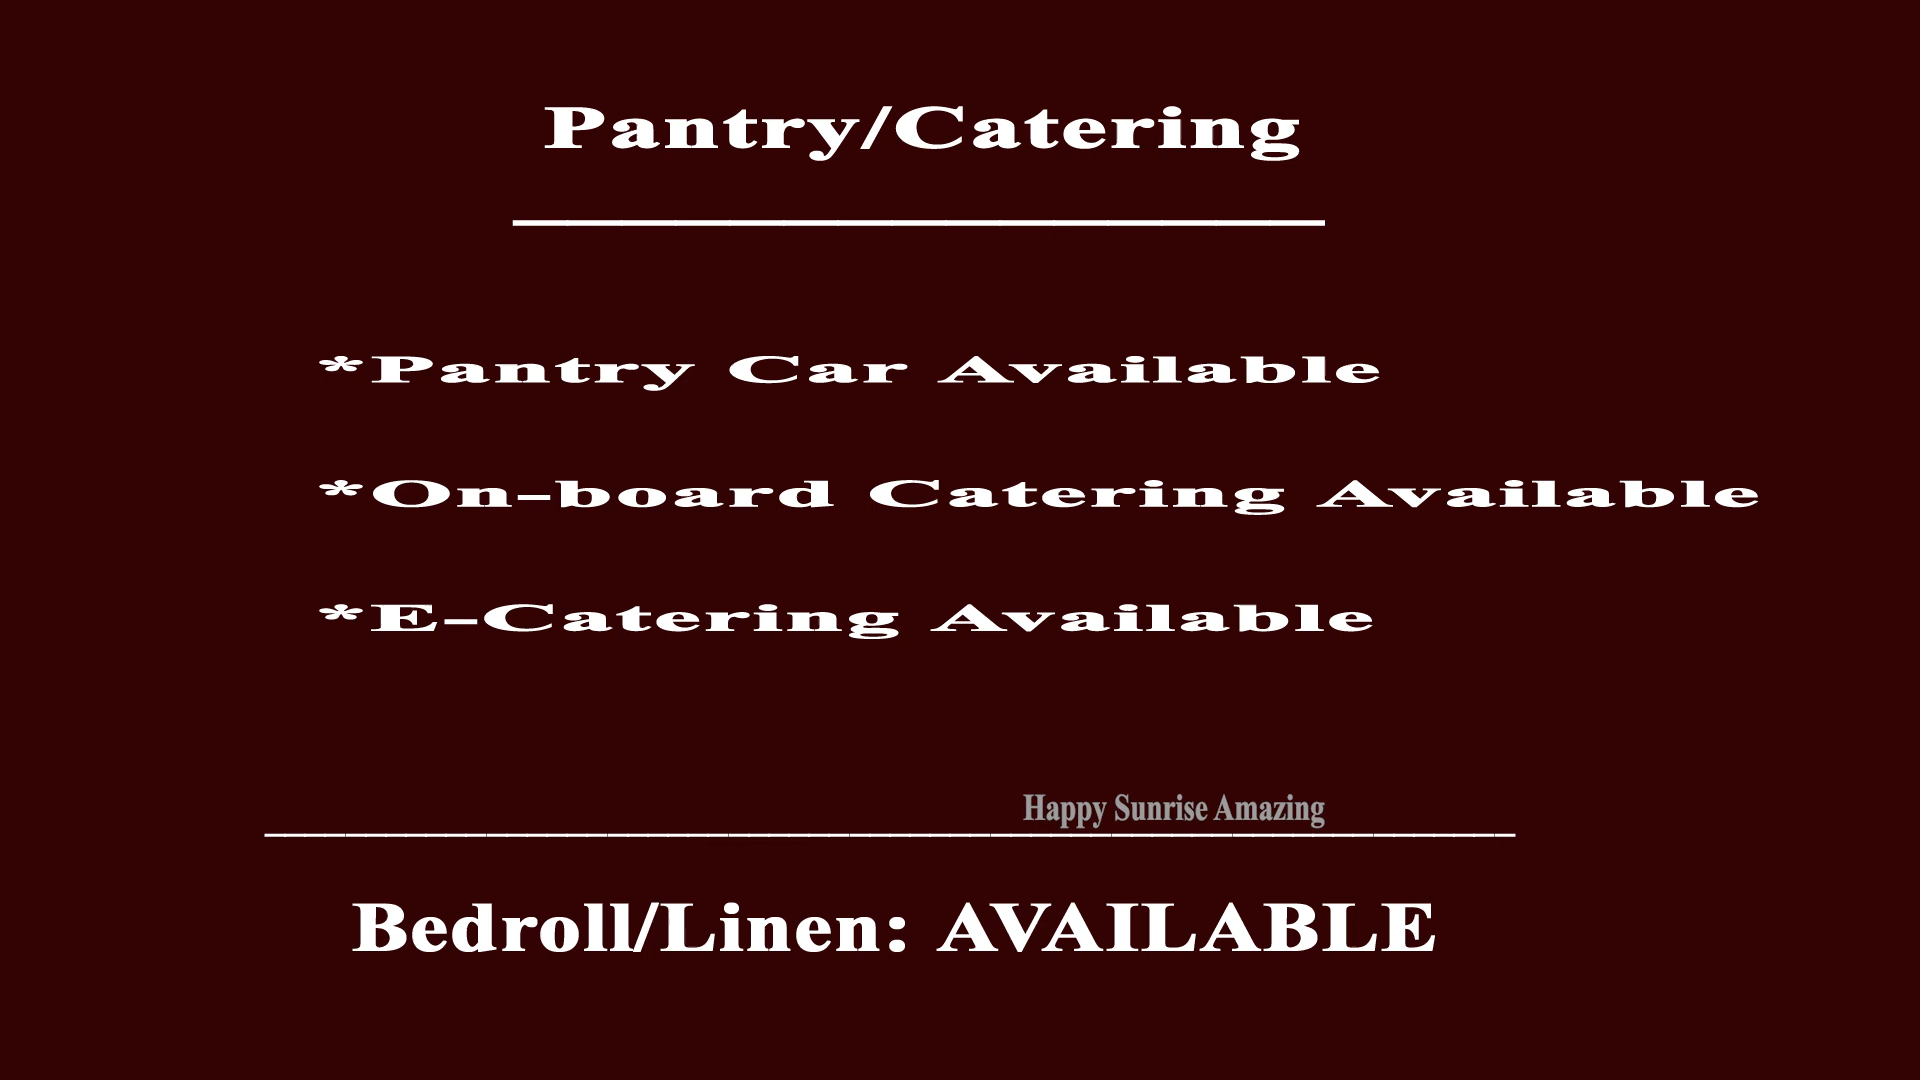 Pantry/Catering
*Pantry Car Available
*On-board Catering Available
*E-Catering Available
Happy Sunrise Amazing
Bedroll/Linen: AVAILABLE